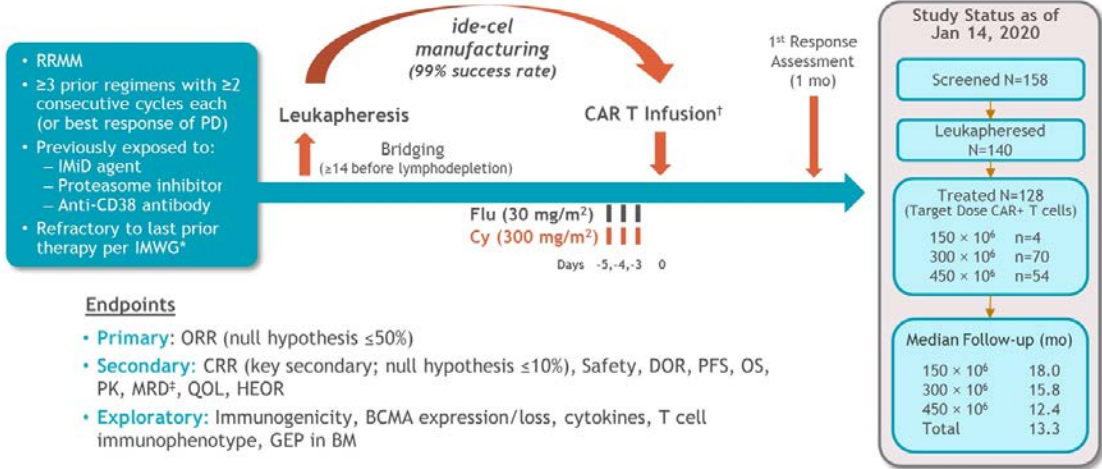 • RRMM
• ≥3 prior regimens with ≥2
consecutive cycles each
(or best response of PD)
• Previously exposed to:
– IMiD agent
– Proteasome inhibitor
– Anti-CD38 antibody
• Refractory to last prior
therapy per IMWG*
ide-cel
manufacturing
(99% success rate)
Leukapheresis
Bridging
(≥14 before lymphodepletion)
CAR T Infusion†
1st Response
Assessment
(1 mo)
Flu (30 mg/m²)
Cy (300 mg/m²)
Days -5,-4,-3 0
Endpoints
• Primary: ORR (null hypothesis ≤50%)
• Secondary: CRR (key secondary; null hypothesis ≤10%), Safety, DOR, PFS, OS,
PK, MRD‡, QOL, HEOR
• Exploratory: Immunogenicity, BCMA expression/loss, cytokines, T cell
immunophenotype, GEP in BM
Study Status as of
Jan 14, 2020
Screened N=158
Leukapheresed
N=140
Treated N=128
(Target Dose CAR+ T cells)
150 × 10⁶ n=4
300 × 10⁶ n=70
450 × 10⁶ n=54
Median Follow-up (mo)
150 × 10⁶ 18.0
300 × 10⁶ 15.8
450 × 10⁶ 12.4
Total 13.3